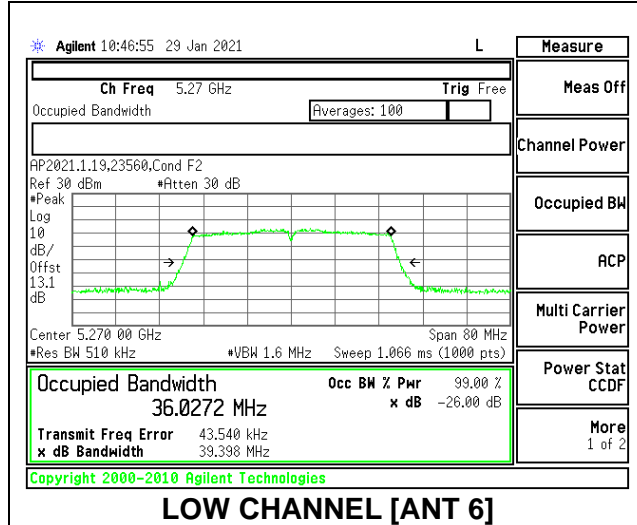 Agilent 10:46:55 29 Jan 2021 L
Measure
Ch Freq 5.27 GHz Trig Free
Meas Off
Occupied Bandwidth Averages: 100
Channel Power
AP2021.1.19,23560,Cond F2
Ref 30 dBm #Atten 30 dB
Occupied BW
#Peak
Log
10
dB/
Offst
13.1
dB
ACP
Multi Carrier
Power
Center 5.270 00 GHz Span 80 MHz
#Res BW 510 kHz #VBW 1.6 MHz Sweep 1.066 ms (1000 pts)
Power Stat
CCDF
Occupied Bandwidth Occ BW % Pwr 99.00 %
36.0272 MHz x dB -26.00 dB
Transmit Freq Error 43.540 kHz
x dB Bandwidth 39.398 MHz
More
1 of 2
Copyright 2000-2010 Agilent Technologies
LOW CHANNEL [ANT 6]